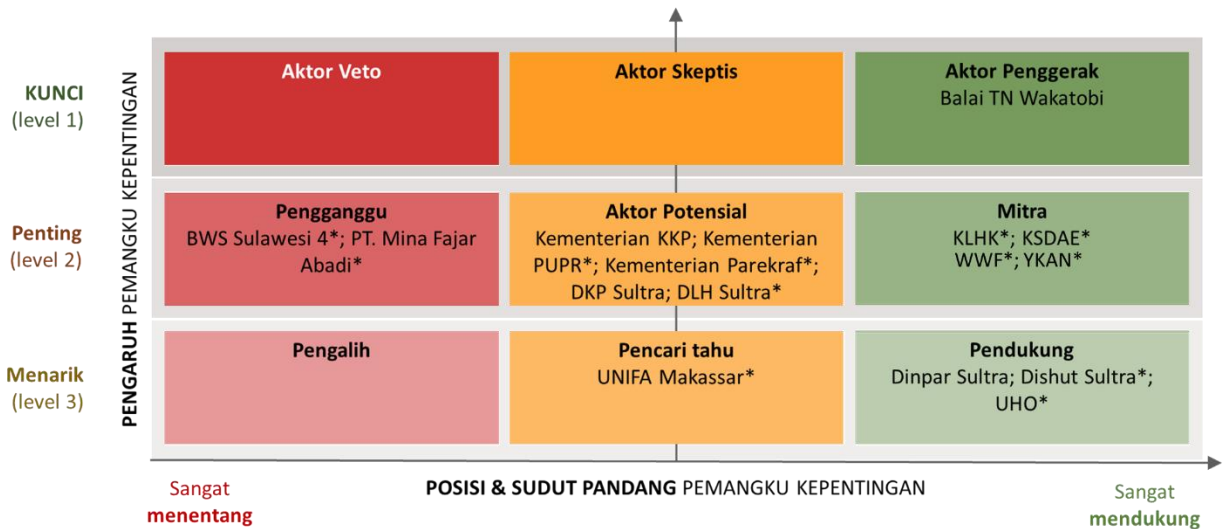 KUNCI
(level 1)
Penting
(level 2)
Menarik
(level 3)
PENGARUH PEMANGKU KEPENTINGAN
Aktor Veto
Aktor Skeptis
Aktor Penggerak
Balai TN Wakatobi
Pengganggu
BWS Sulawesi 4*; PT. Mina Fajar
Abadi*
Aktor Potensial
Kementerian KKP; Kementerian
PUPR*; Kementerian Parekraf*;
DKP Sultra; DLH Sultra*
Mitra
KLHK*; KSDAE*
WWF*; YKAN*
Pengalih
Pencari tahu
UNIFA Makassar*
Pendukung
Dinpar Sultra; Dishut Sultra*;
UHO*
Sangat
menentang
POSISI & SUDUT PANDANG PEMANGKU KEPENTINGAN
Sangat
mendukung